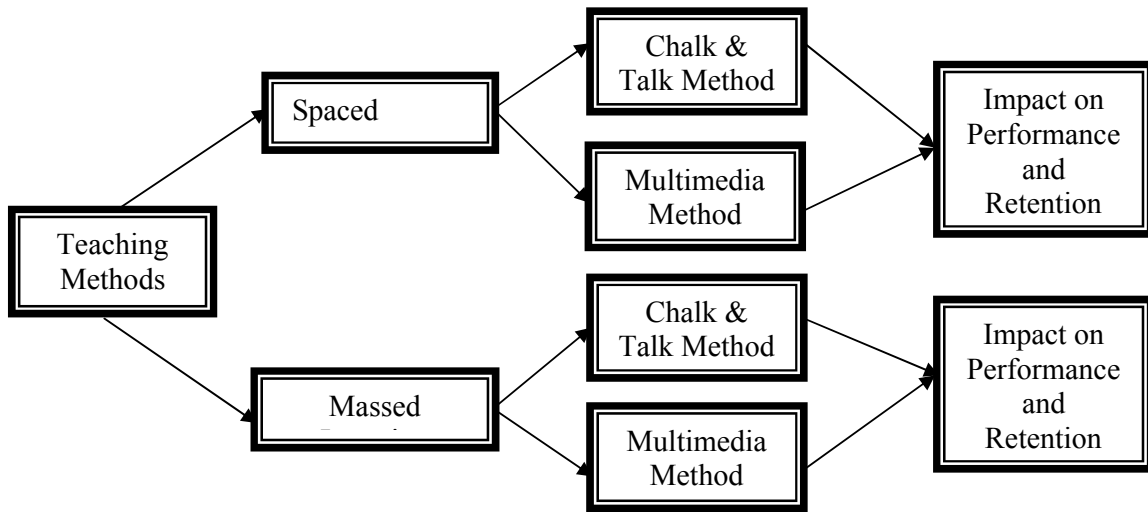 Teaching
Methods
Spaced
Massed
Chalk &
Talk Method
Multimedia
Method
Chalk &
Talk Method
Multimedia
Method
Impact on
Performance
and
Retention
Impact on
Performance
and
Retention